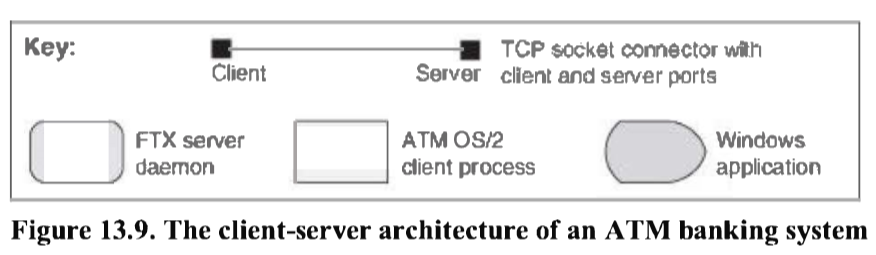 Key:
Client
Server
TCP socket connector with
client and server ports
FTX server
daemon
ATM OS/2
client process
Windows
application
Figure 13.9. The client-server architecture of an ATM banking system